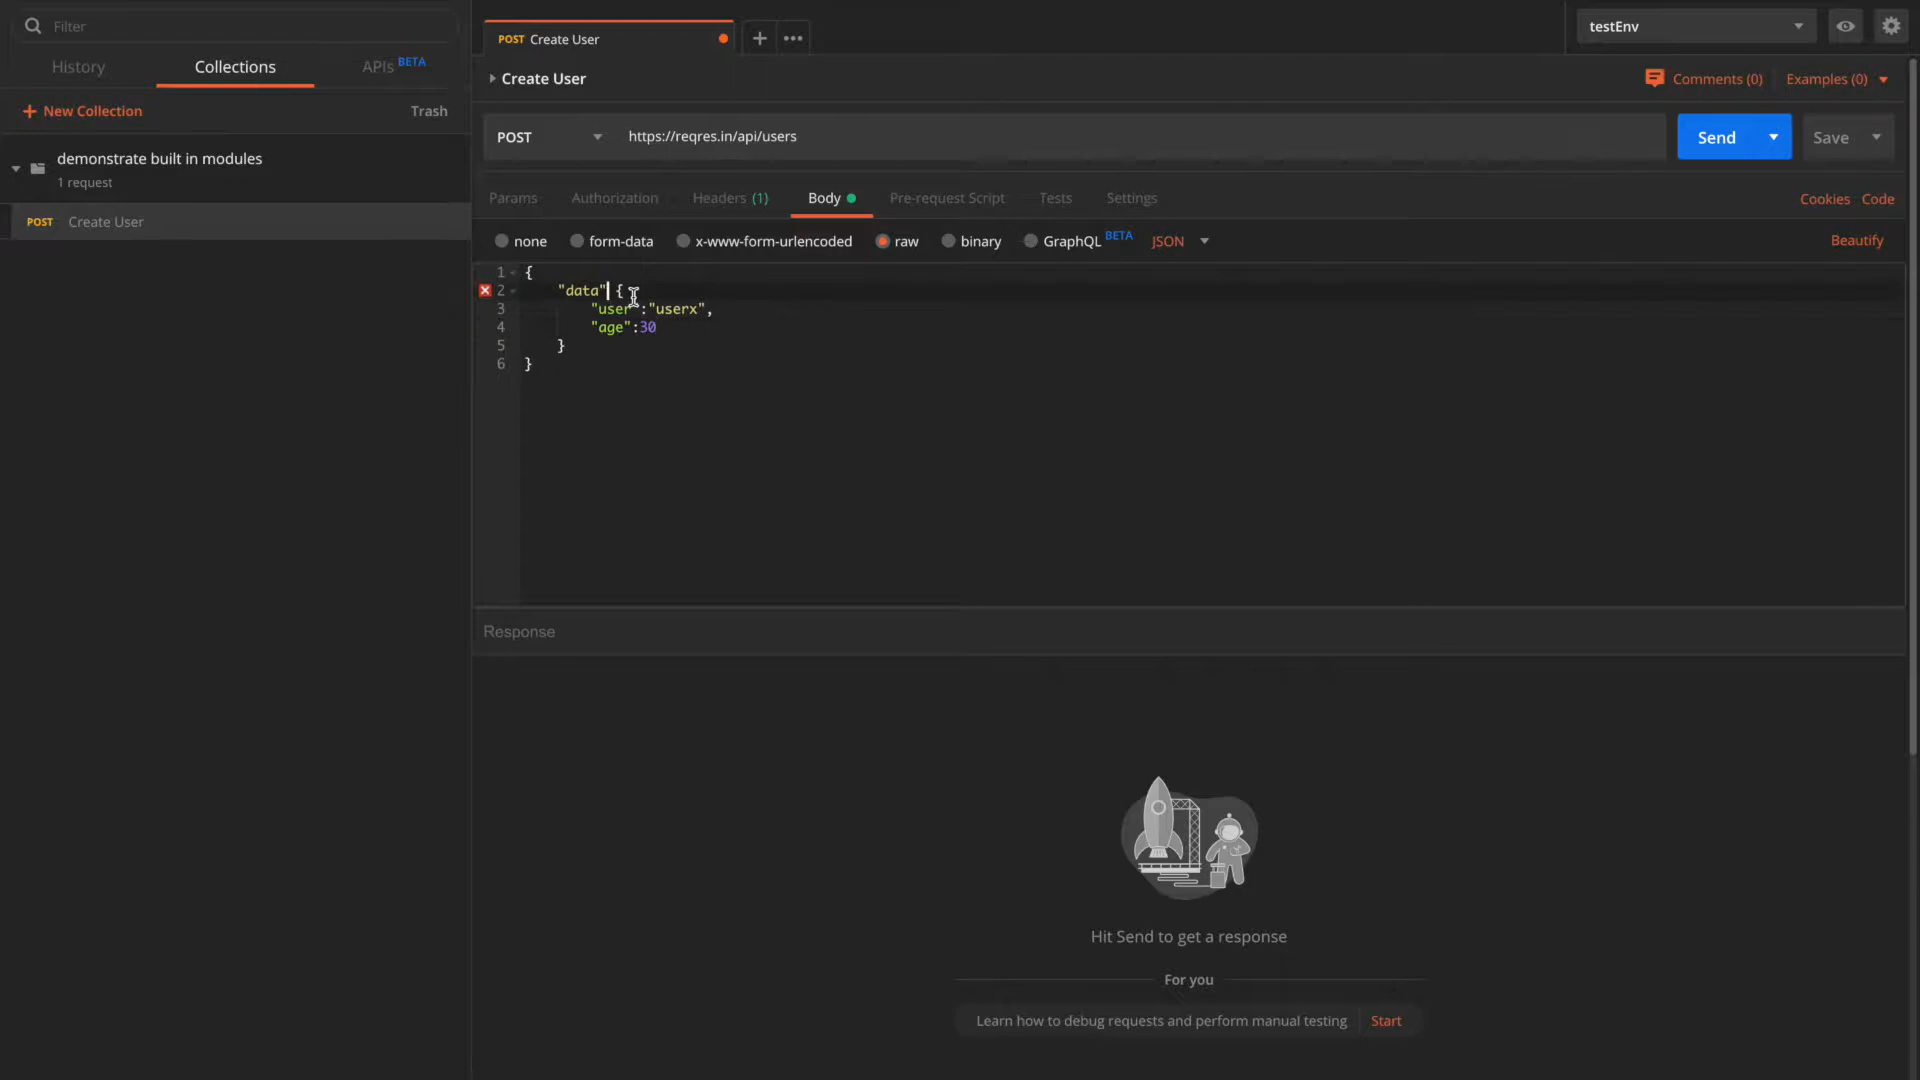 Filter
History
Collections
APIs BETA
New Collection
Trash
demonstrate built in modules
1 request
POST Create User
POST Create User
testEnv
Create User
Comments (0)
Examples (0)
POST
https://reqres.in/api/users
Send
Save
Params
Authorization
Headers (1)
Body
Pre-request Script
Tests
Settings
Cookies
Code
none
form-data
x-www-form-urlencoded
raw
binary
GraphQL BETA
JSON
Beautify
1 {
2 "data" {
3 "user":"userx",
4 "age":30
5 }
6 }
Response
Hit Send to get a response
For you
Learn how to debug requests and perform manual testing
Start